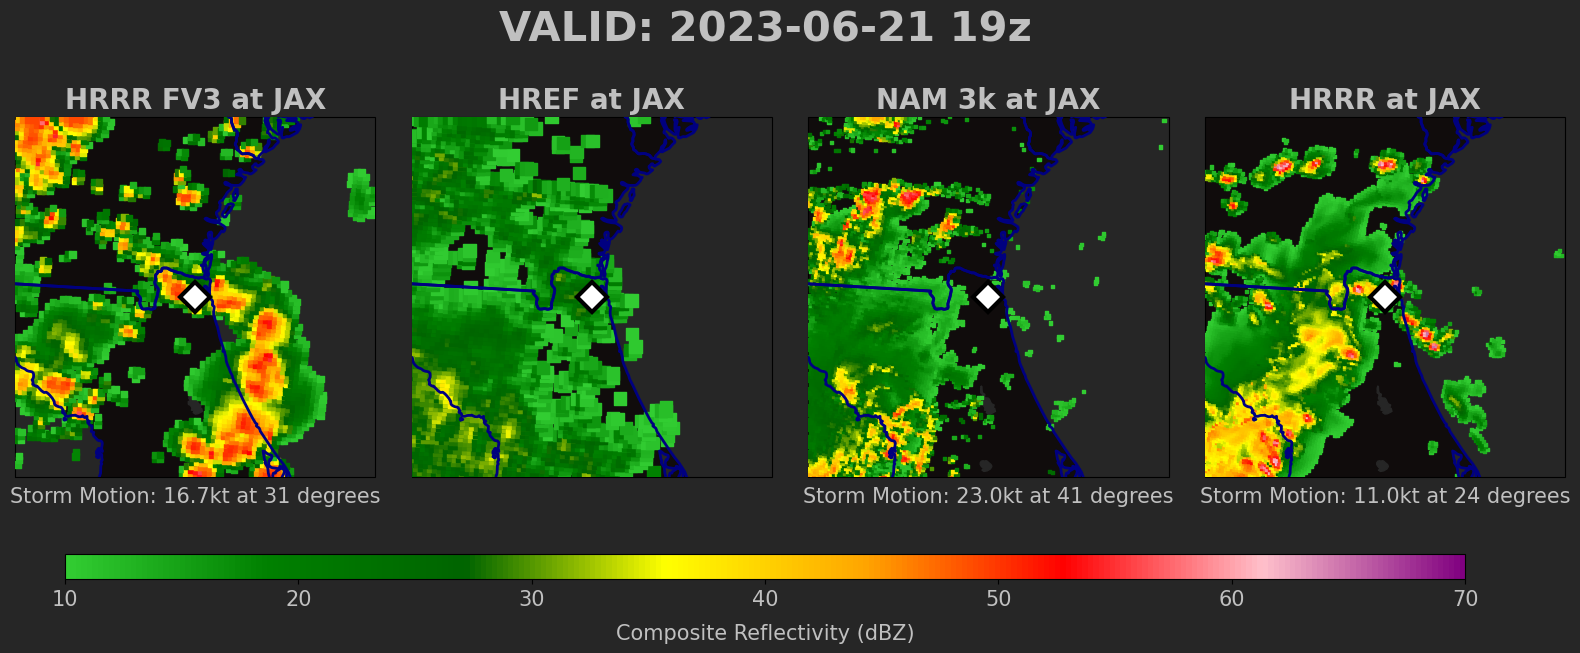 VALID: 2023-06-21 19z
HRRR FV3 at JAX
HREF at JAX
NAM 3k at JAX
HRRR at JAX
Storm Motion: 16.7kt at 31 degrees
Storm Motion: 23.0kt at 41 degrees
Storm Motion: 11.0kt at 24 degrees
10 20 30 40 50 60 70
Composite Reflectivity (dBZ)